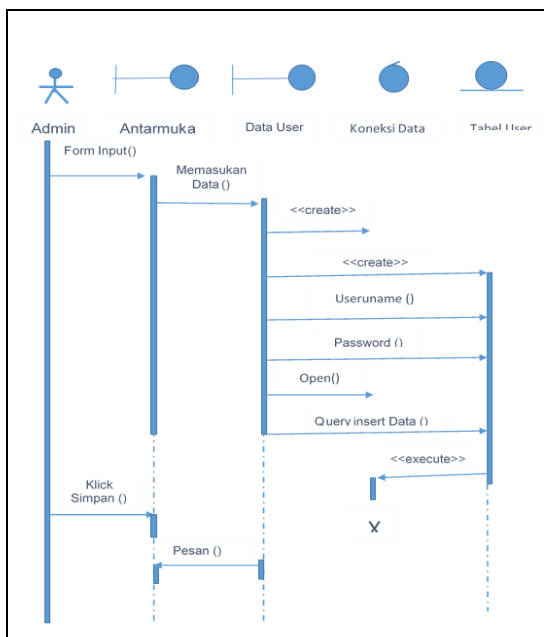 Admin
Antarmuka
Data User
Koneksi Data
Tabel User
Form Input()
Memasukan
Data ()
<<create>>
<<create>>
Useruname ()
Password ()
Open()
Query insert Data ()
<<execute>>
Klick
Simpan ()
X
Pesan ()